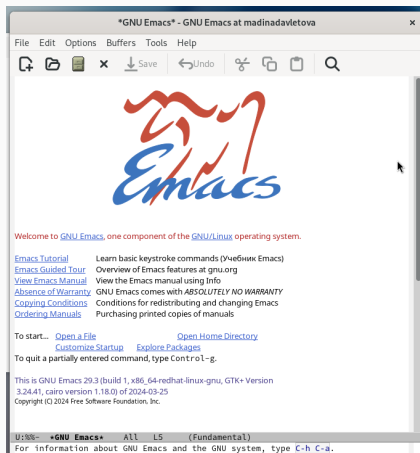 *GNU Emacs* - GNU Emacs at madinadavletova
File Edit Options Buffers Tools Help
Save Undo
Emacs
Welcome to GNU Emacs, one component of the GNU/Linux operating system.
Emacs Tutorial Learn basic keystroke commands (Учебник Emacs)
Emacs Guided Tour Overview of Emacs features at gnu.org
View Emacs Manual View the Emacs manual using Info
Absence of Warranty GNU Emacs comes with ABSOLUTELY NO WARRANTY
Copying Conditions Conditions for redistributing and changing Emacs
Ordering Manuals Purchasing printed copies of manuals
To start... Open a File Open Home Directory
Customize Startup Explore Packages
To quit a partially entered command, type Control-g.
This is GNU Emacs 29.3 (build 1, x86_64-redhat-linux-gnu, GTK+ Version
3.24.41, cairo version 1.18.0) of 2024-03-25
Copyright (C) 2024 Free Software Foundation, Inc.
U:%%- *GNU Emacs* All L5 (Fundamental)
For information about GNU Emacs and the GNU system, type C-h C-a.